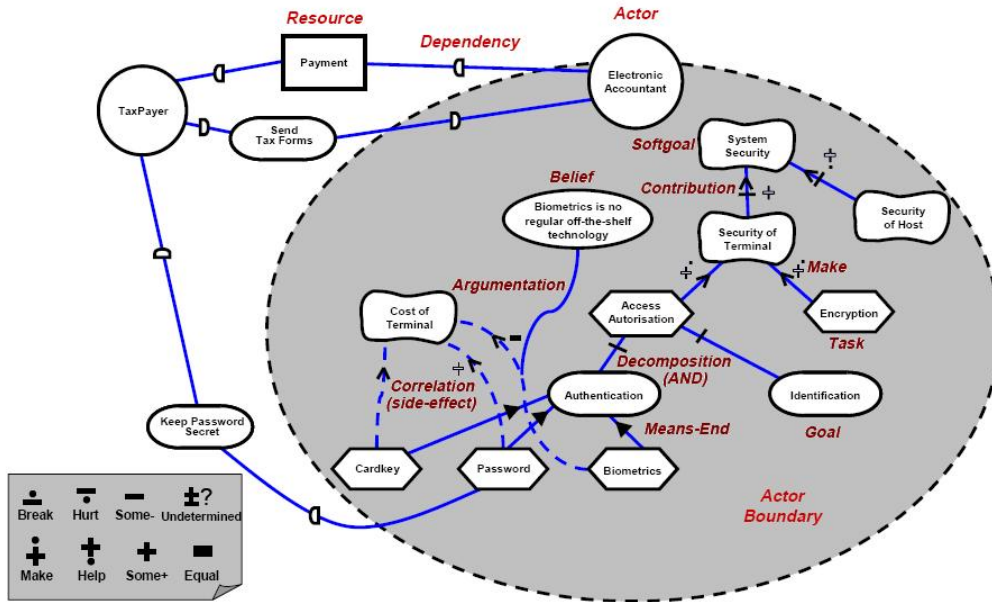 Resource
Actor
Dependency
Payment
Electronic
Accountant
TaxPayer
Send
Tax Forms
System
Security
Softgoal
Belief
Contribution
Biometrics is no
regular off-the-shelf
technology
Security
of Host
Security of
Terminal
Make
Argumentation
Access
Autorisation
Encryption
Cost of
Terminal
Task
Decomposition
(AND)
Correlation
(side-effect)
Authentication
Identification
Keep Password
Secret
Means-End
Goal
Cardkey
Password
Biometrics
Actor
Boundary
Break
Hurt
Some-
±?
Undetermined
Make
Help
Some+
Equal